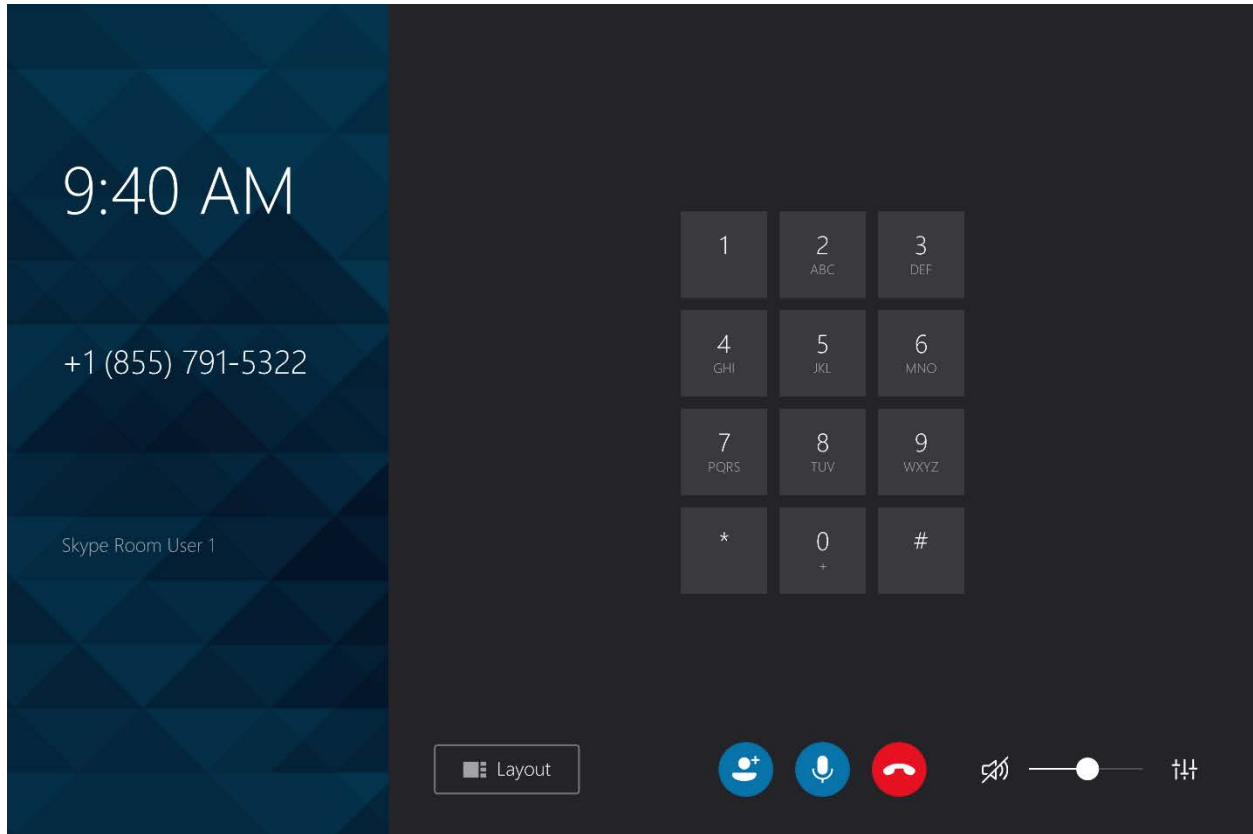 9:40 AM
+1 (855) 791-5322
Skype Room User 1
1 2 3
ABC DEF
4 5 6
GHI JKL MNO
7 8 9
PQRS TUV WXYZ
* 0 #
+
Layout